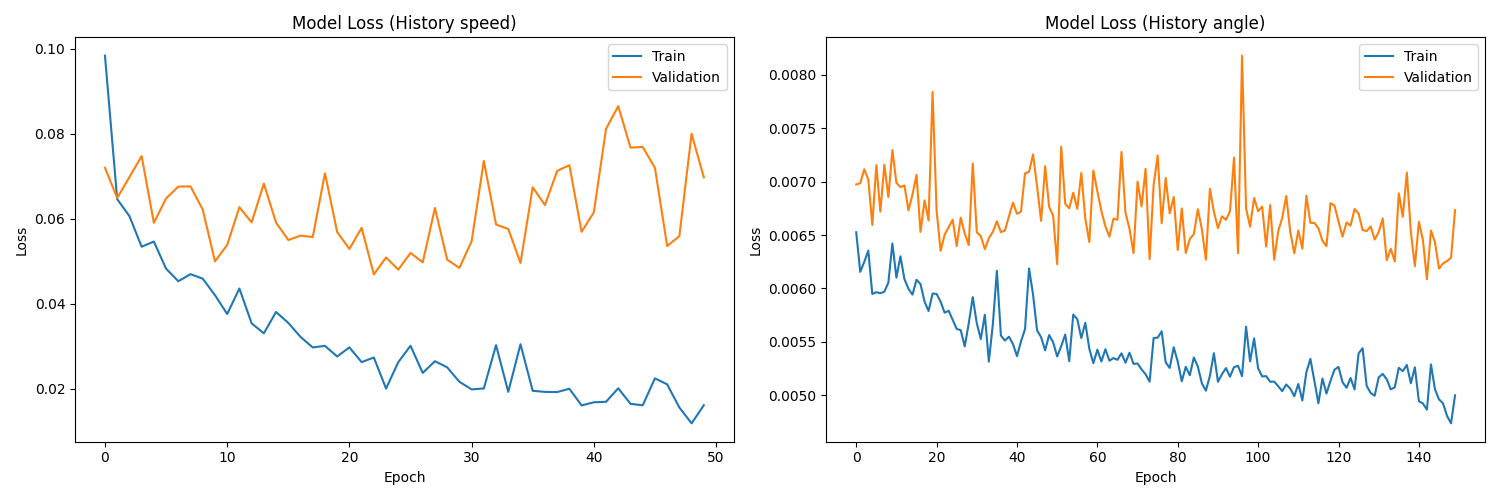 Model Loss (History speed)
0.10
0.08
0.06
0.04
0.02
Loss
0
10
20
30
40
50
Epoch
Train
Validation
Model Loss (History angle)
0.0080
0.0075
0.0070
0.0065
0.0060
0.0055
0.0050
Loss
0
20
40
60
80
100
120
140
Epoch
Train
Validation